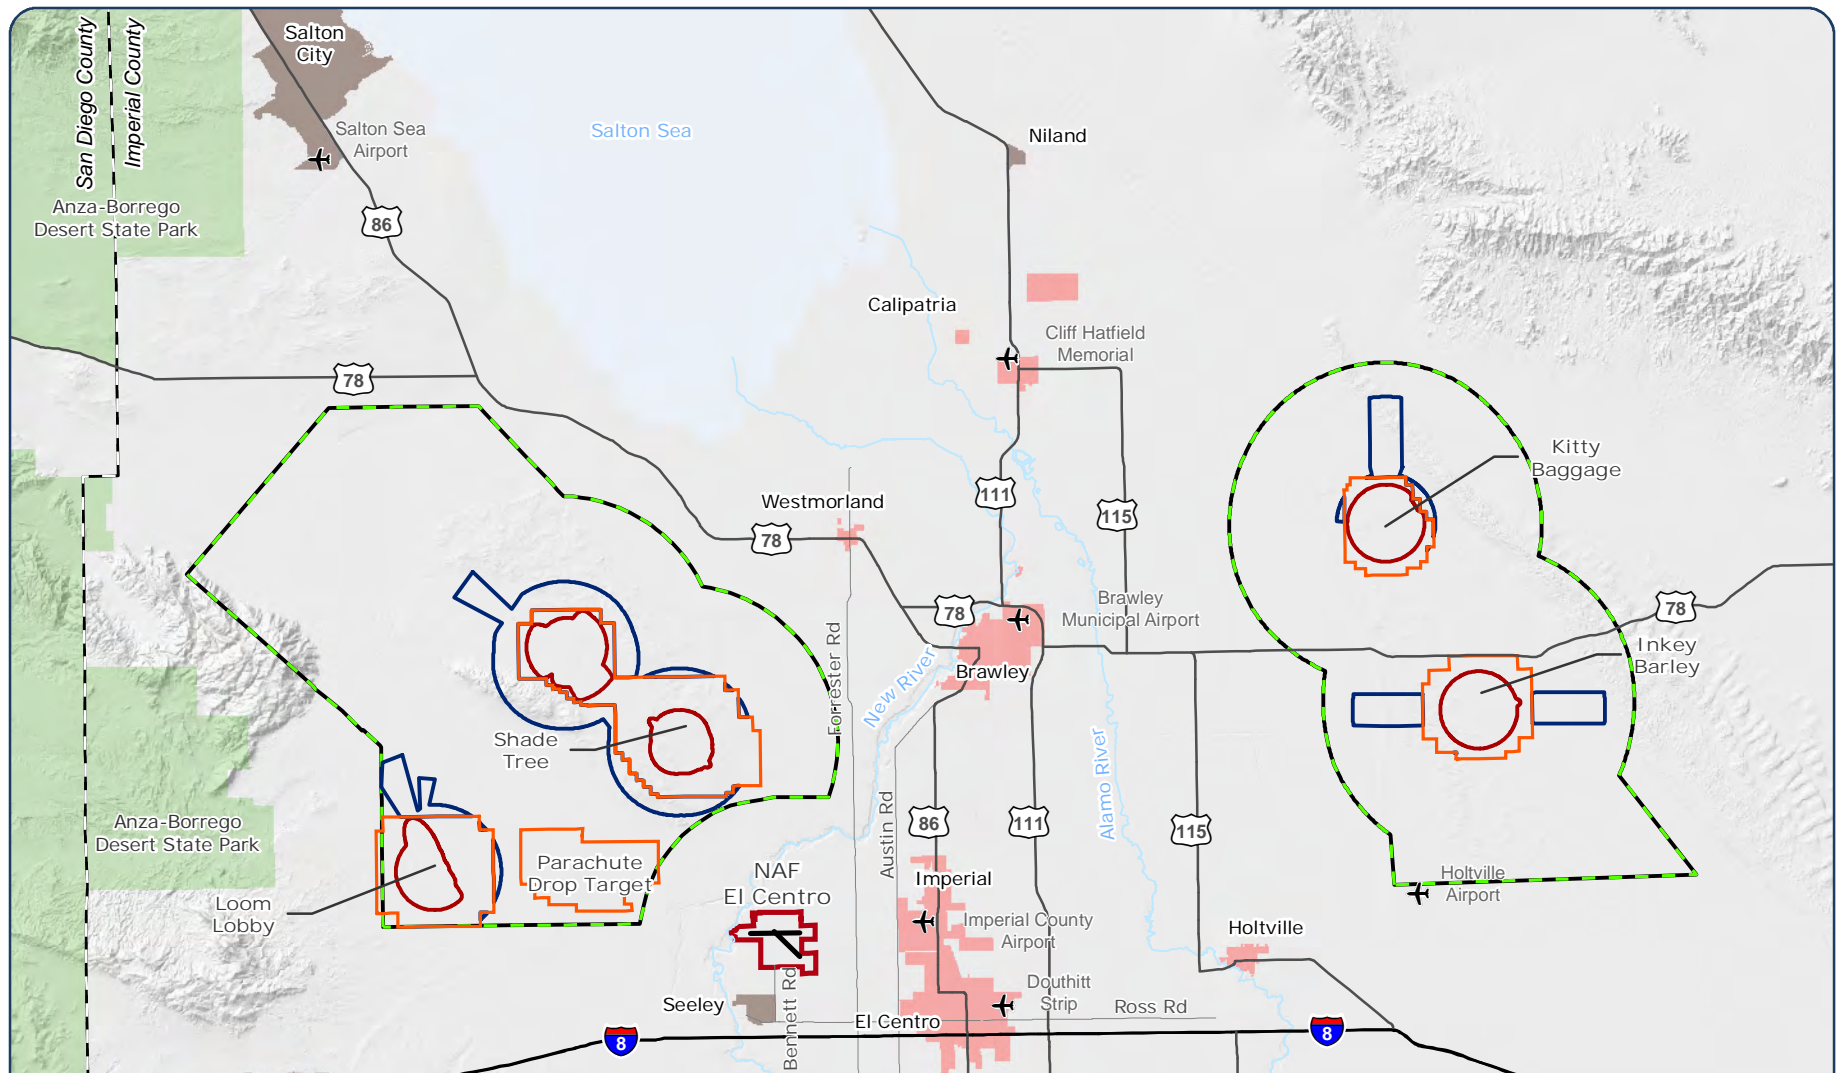 San Diego County
Imperial County
Salton
City
Salton Sea
Airport
Salton Sea
Niland
Anza-Borrego
Desert State Park
86
Calipatria
Cliff Hatfield
Memorial
78
Kitty
Baggage
Westmorland
111
115
78
Brawley
Municipal Airport
78
78
Inkey
Barley
Forrester Rd
New River
Brawley
Shade
Tree
Alamo River
Anza-Borrego
Desert State Park
Austin Rd
86
111
115
Parachute
Drop Target
NAF
El Centro
Imperial
Holtville
Airport
Loom
Lobby
Imperial County
Airport
Holtville
Seeley
Bennett Rd
Douthitt
Strip
Ross Rd
El Centro
8
8